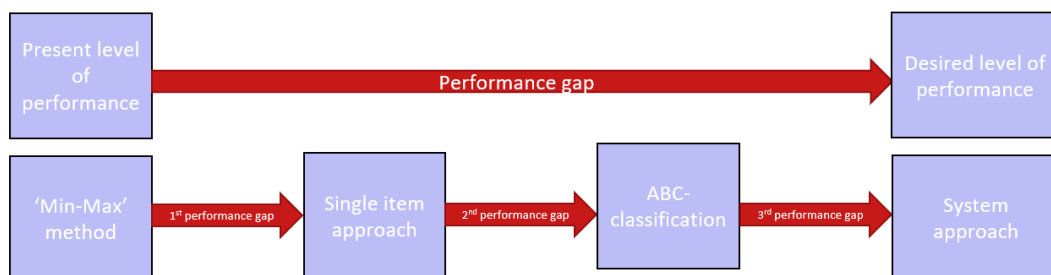 Present level
of
performance
Performance gap
Desired level of
performance
‘Min-Max’
method
1st performance gap
Single item
approach
2nd performance gap
ABC-
classification
3rd performance gap
System
approach